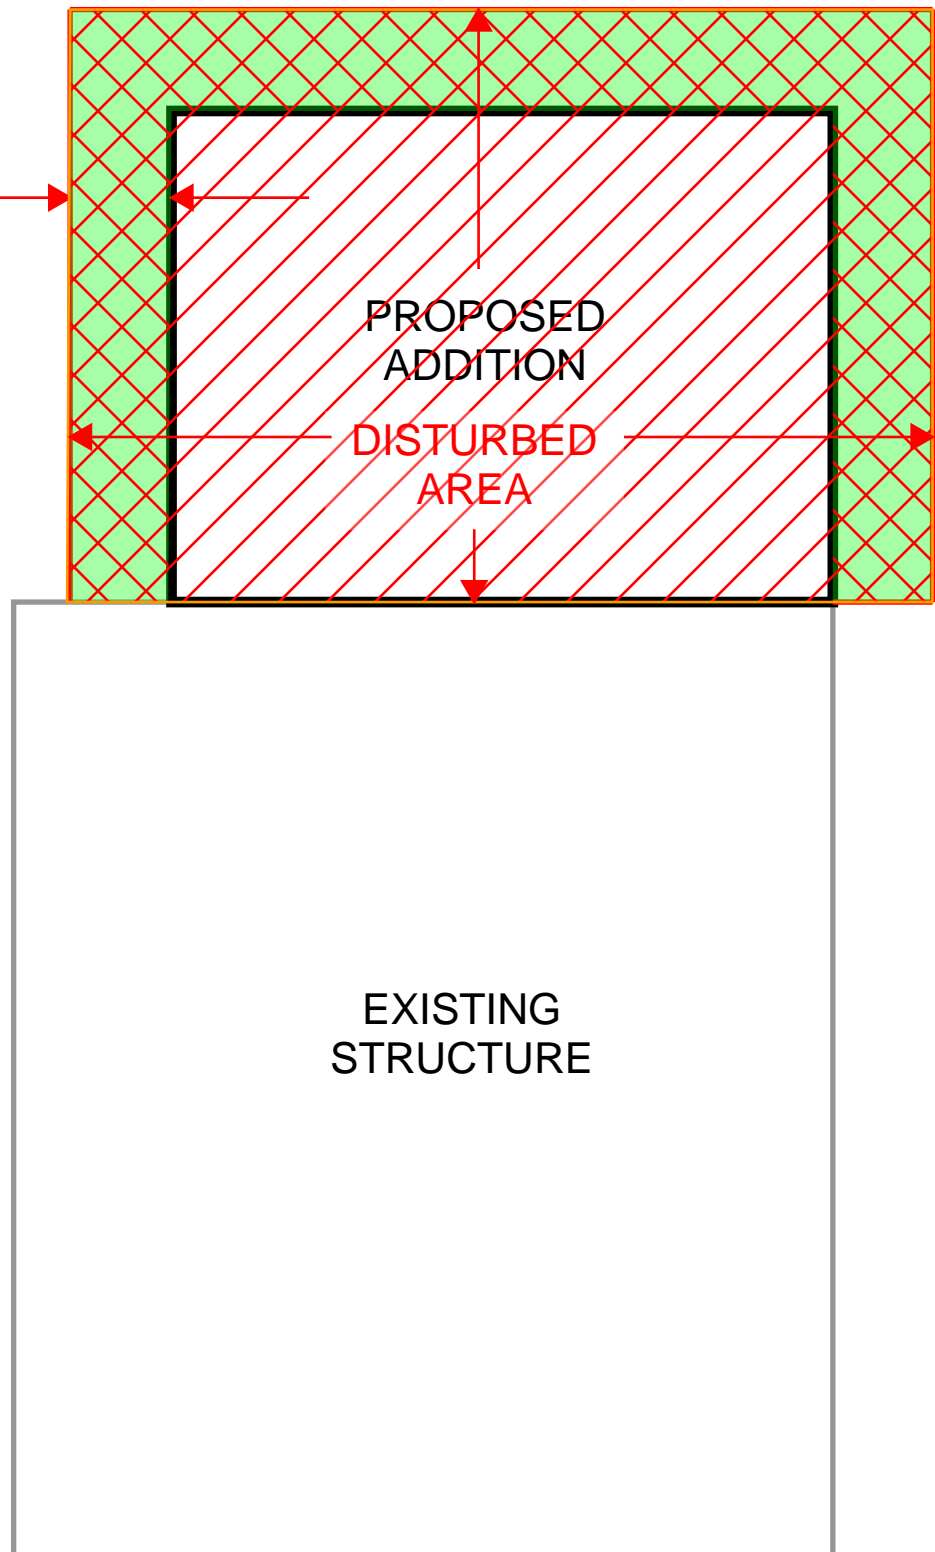 PROPOSED
ADDITION
DISTURBED
AREA
EXISTING
STRUCTURE